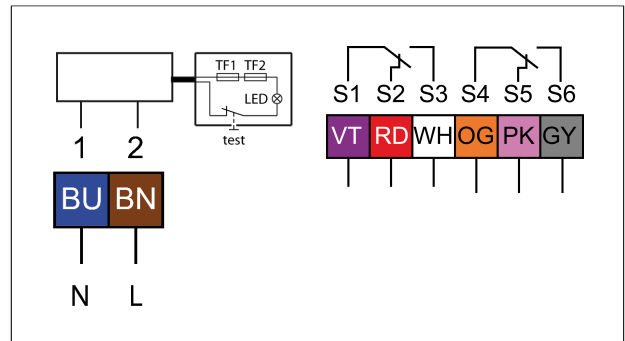 TF1 TF2
LED
test
1 2
BU BN
N L
S1 S2 S3 S4 S5 S6
VT RD WH OG PK GY